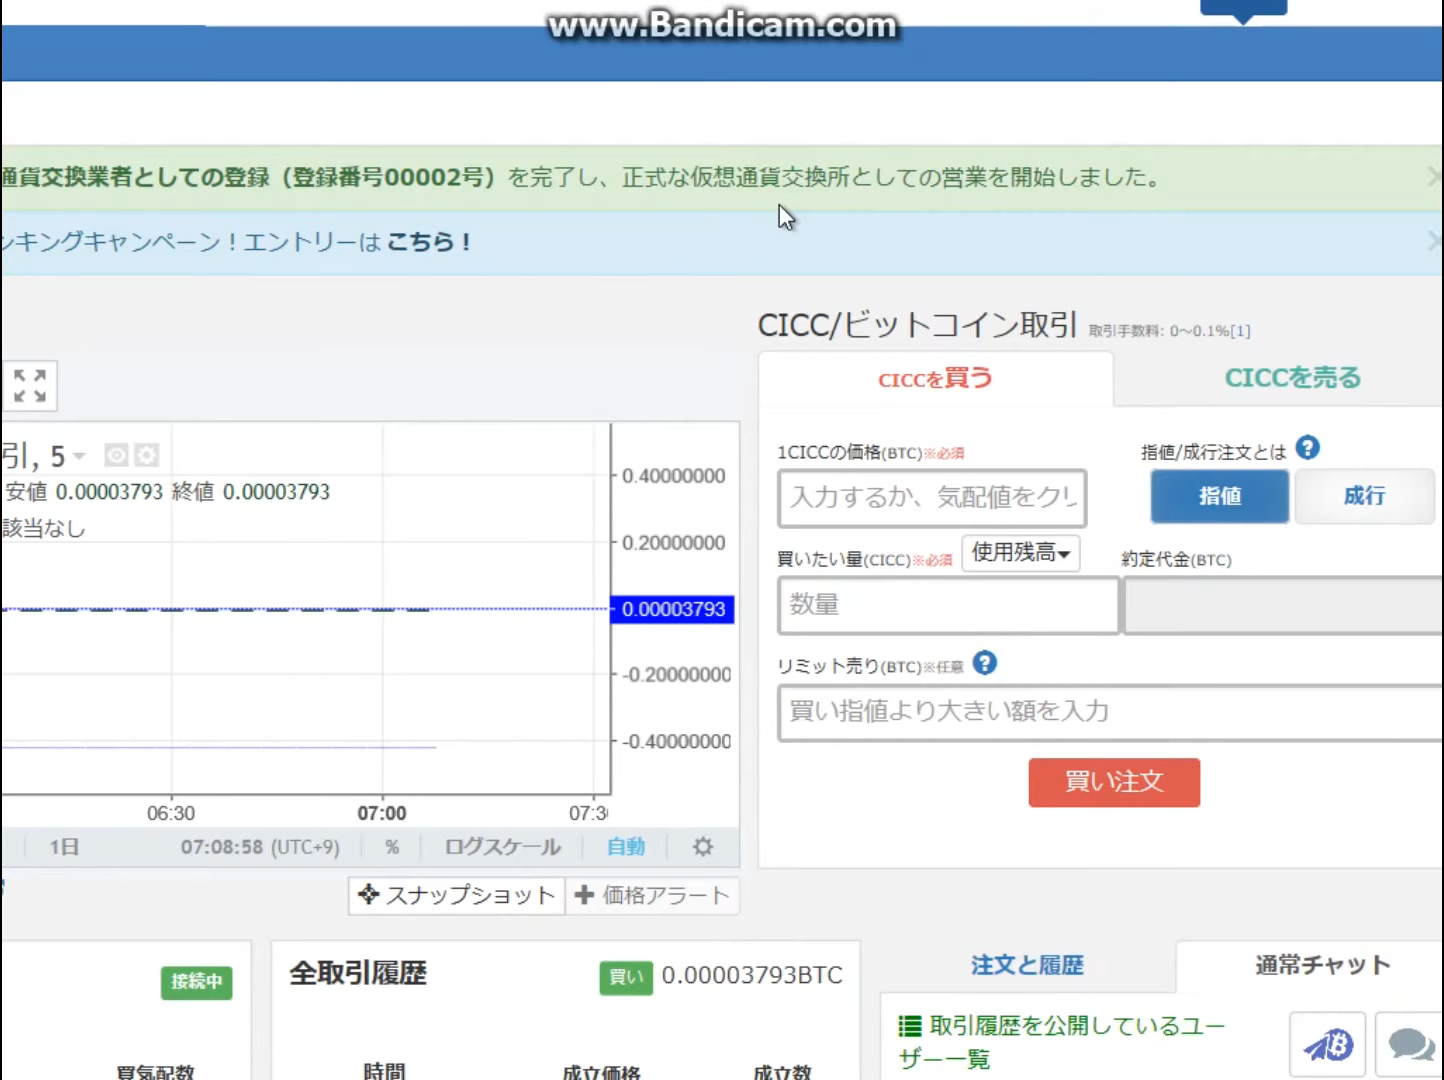 www.Bandicam.com
通貨交換業者としての登録（登録番号00002号）を完了し、正式な仮想通貨交換所としての営業を開始しました。
ンキングキャンペーン！エントリーは こちら！
CICC/ビットコイン取引 取引手数料: 0～0.1%[1]
CICCを買う
CICCを売る
引, 5
安値 0.00003793 終値 0.00003793
該当なし
0.40000000
0.20000000
0.00003793
-0.20000000
-0.40000000
06:30
07:00
07:3
1日
07:08:58 (UTC+9)
%
ログスケール
自動
スナップショット
価格アラート
1CICCの価格(BTC)※必須
指値/成行注文とは
入力するか、気配値をクリ
指値
成行
買いたい量(CICC)※必須
使用残高
約定代金(BTC)
数量
リミット売り(BTC)※任意
買い指値より大きい額を入力
買い注文
接続中
買気配数
全取引履歴
買い 0.00003793BTC
時間
成立価格
成立数
注文と履歴
通常チャット
取引履歴を公開しているユー
ザー一覧